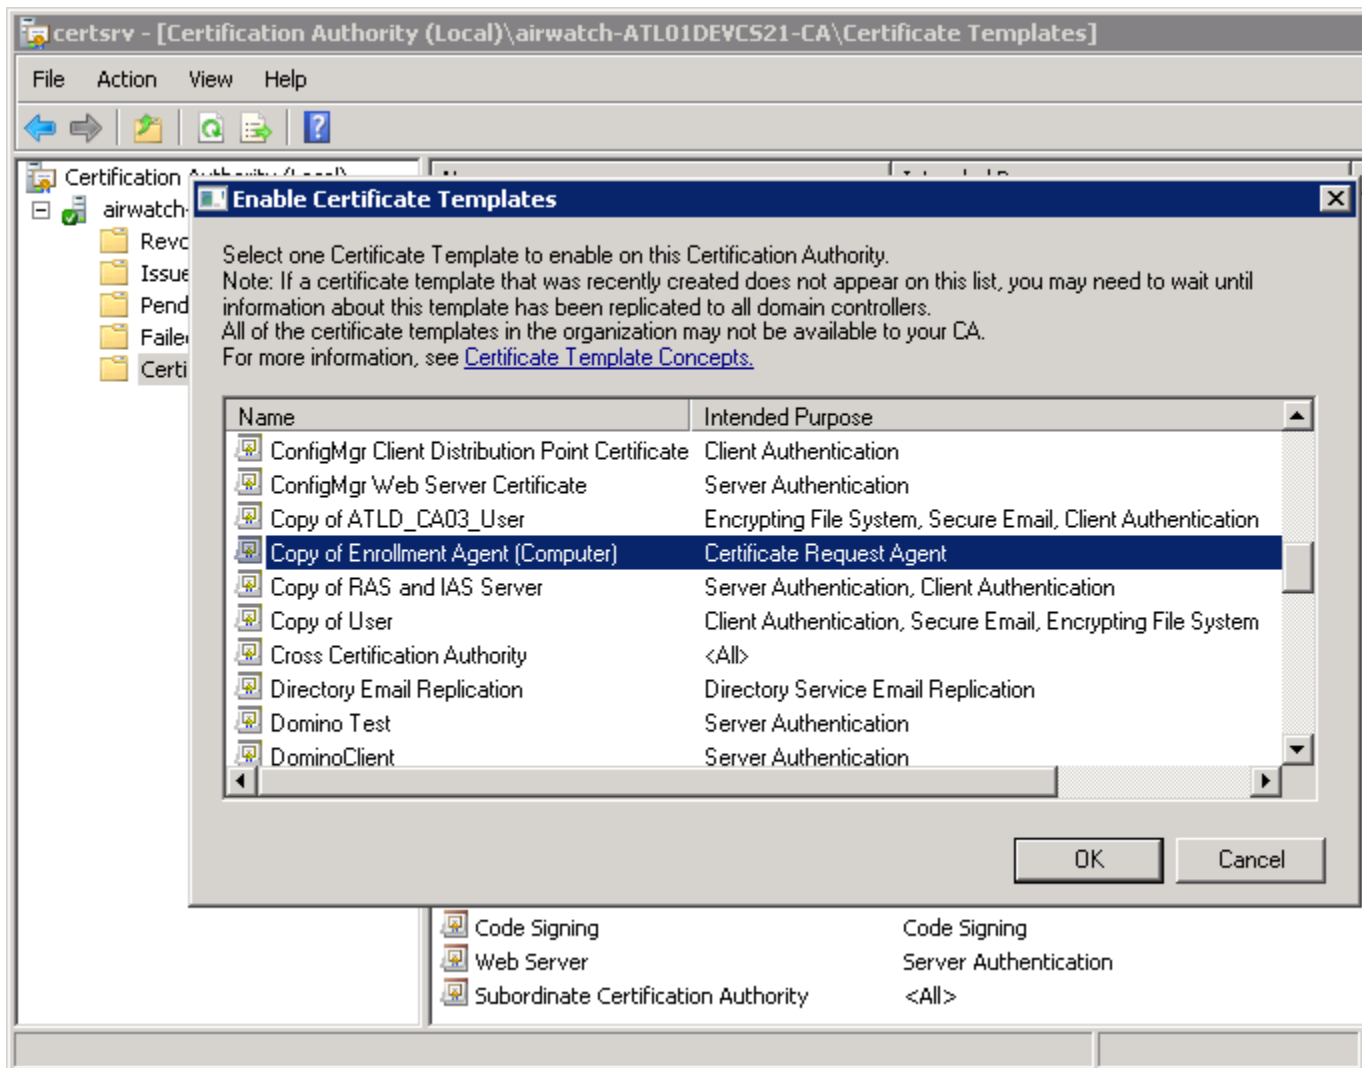 certsrv - [Certification Authority (Local)\airwatch-ATL01DEVCS21-CA\Certificate Templates]
File Action View Help
Certification
airwatch-
Enable Certificate Templates
Select one Certificate Template to enable on this Certification Authority.
Note: If a certificate template that was recently created does not appear on this list, you may need to wait until
information about this template has been replicated to all domain controllers.
All of the certificate templates in the organization may not be available to your CA.
For more information, see Certificate Template Concepts.
Revo
Issue
Pend
Faile
Certi
Name Intended Purpose
ConfigMgr Client Distribution Point Certificate Client Authentication
ConfigMgr Web Server Certificate Server Authentication
Copy of ATLD_CA03_User Encrypting File System, Secure Email, Client Authentication
Copy of Enrollment Agent (Computer) Certificate Request Agent
Copy of RAS and IAS Server Server Authentication, Client Authentication
Copy of User Client Authentication, Secure Email, Encrypting File System
Cross Certification Authority <All>
Directory Email Replication Directory Service Email Replication
Domino Test Server Authentication
DominoClient Server Authentication
OK Cancel
Code Signing Code Signing
Web Server Server Authentication
Subordinate Certification Authority <All>